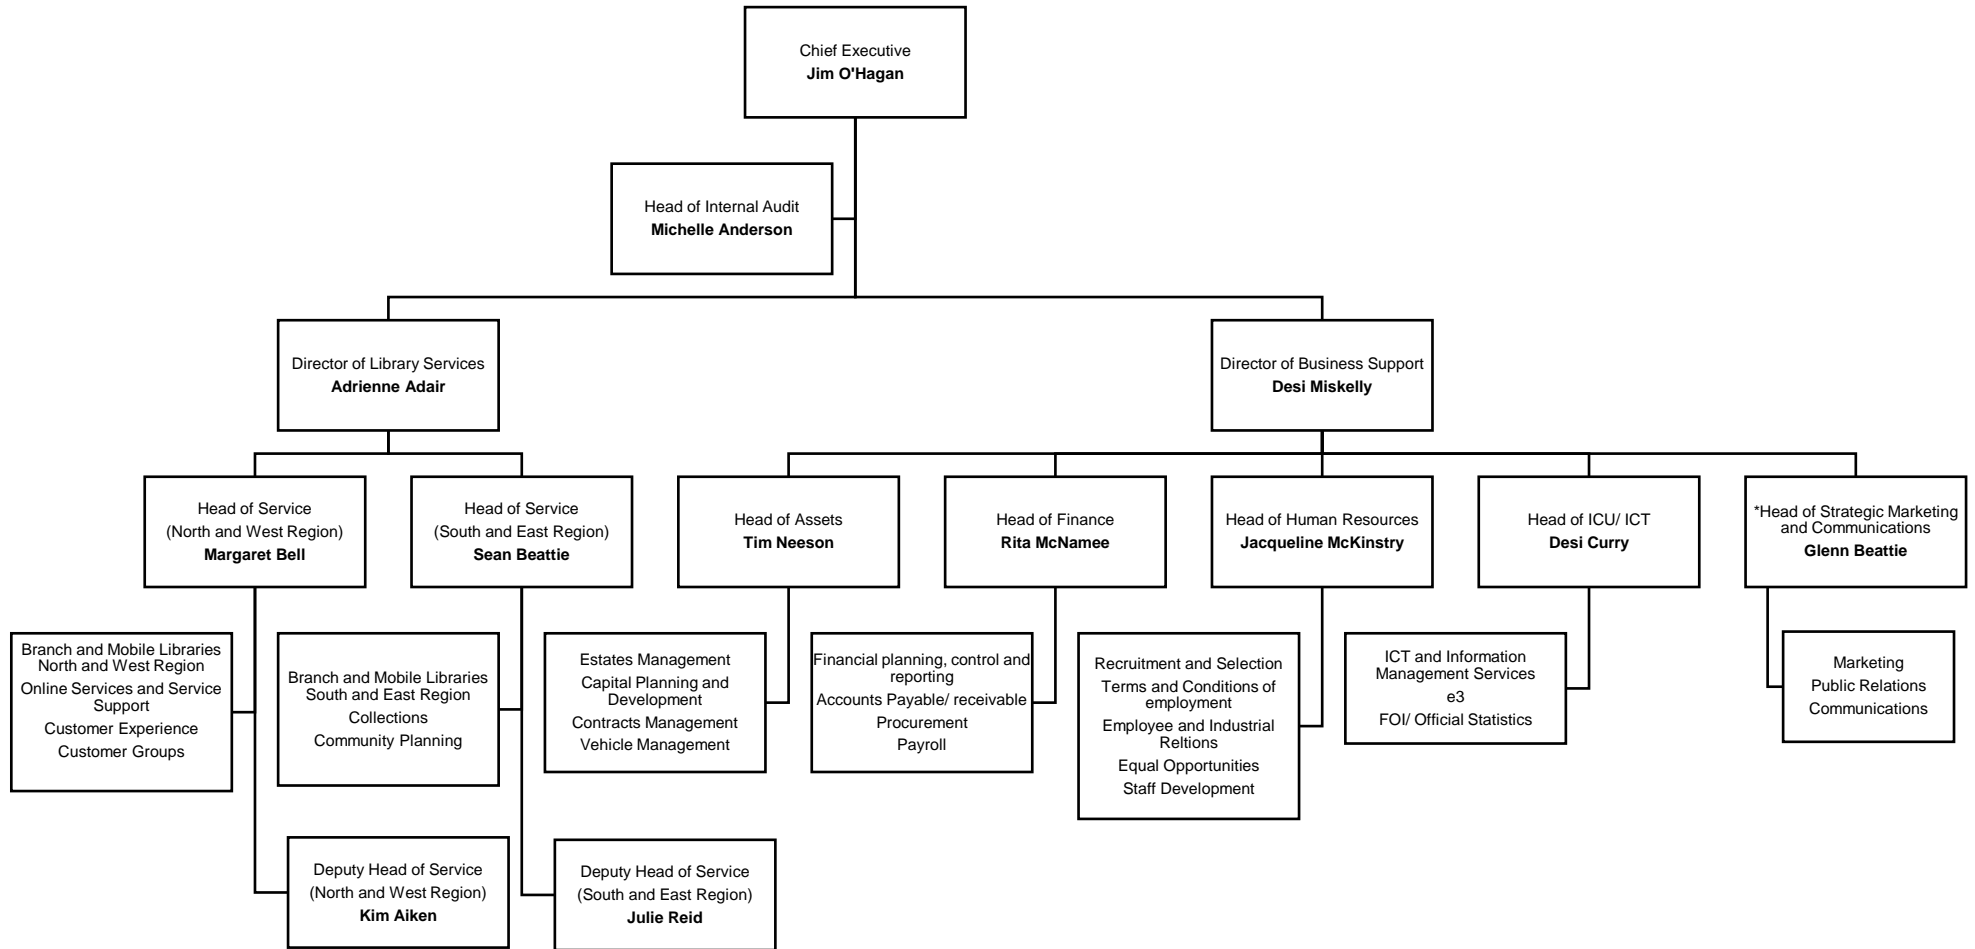 Chief Executive
Jim O'Hagan
Head of Internal Audit
Michelle Anderson
Director of Library Services
Adrienne Adair
Director of Business Support
Desi Miskelly
Head of Service
(North and West Region)
Margaret Bell
Head of Service
(South and East Region)
Sean Beattie
Head of Assets
Tim Neeson
Head of Finance
Rita McNamee
Head of Human Resources
Jacqueline McKinstry
Head of ICU/ ICT
Desi Curry
*Head of Strategic Marketing
and Communications
Glenn Beattie
Branch and Mobile Libraries
North and West Region
Online Services and Service
Support
Customer Experience
Customer Groups
Branch and Mobile Libraries
South and East Region
Collections
Community Planning
Estates Management
Capital Planning and
Development
Contracts Management
Vehicle Management
Financial planning, control and
reporting
Accounts Payable/ receivable
Procurement
Payroll
Recruitment and Selection
Terms and Conditions of
employment
Employee and Industrial
Reltions
Equal Opportunities
Staff Development
ICT and Information
Management Services
e3
FOI/ Official Statistics
Marketing
Public Relations
Communications
Deputy Head of Service
(North and West Region)
Kim Aiken
Deputy Head of Service
(South and East Region)
Julie Reid